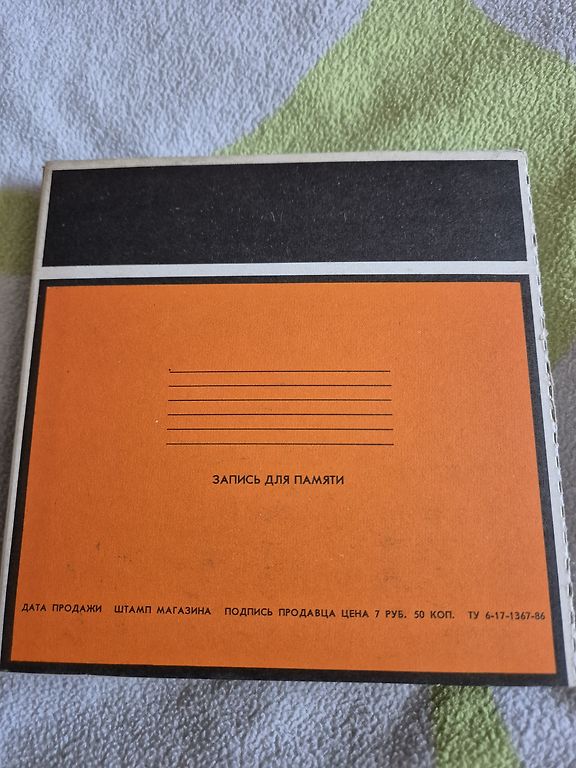 ЗАПИСЬ ДЛЯ ПАМЯТИ
ДАТА ПРОДАЖИ ШТАМП МАГАЗИНА ПОДПИСЬ ПРОДАВЦА ЦЕНА 7 РУБ. 50 КОП. ТУ 6-17-1367-86